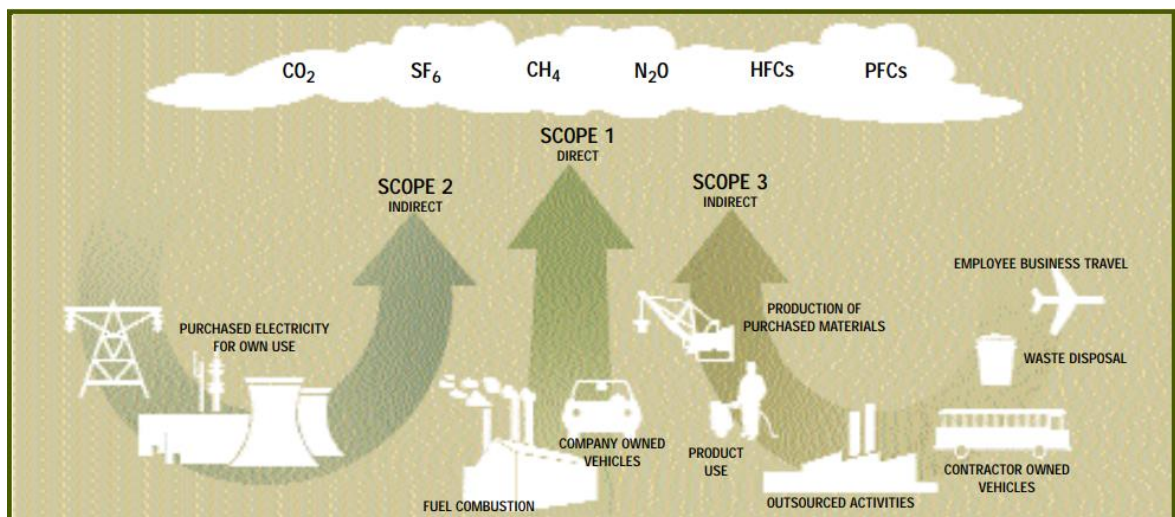 CO₂ SF₆ CH₄ N₂O HFCs PFCs
SCOPE 1
DIRECT
SCOPE 2
INDIRECT
SCOPE 3
INDIRECT
EMPLOYEE BUSINESS TRAVEL
PURCHASED ELECTRICITY
FOR OWN USE
PRODUCTION OF
PURCHASED MATERIALS
WASTE DISPOSAL
COMPANY OWNED
VEHICLES
PRODUCT
USE
CONTRACTOR OWNED
VEHICLES
FUEL COMBUSTION
OUTSOURCED ACTIVITIES